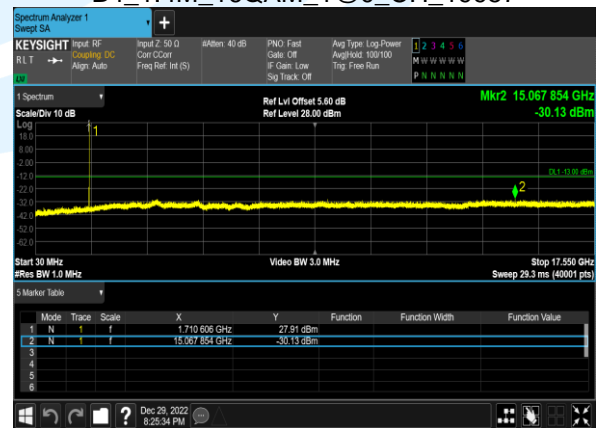 Spectrum Analyzer 1
Swept SA
+
KEYSIGHT
RLT
Input: RF
Coupling: DC
Align: Auto
Input Z: 50 Ω
Corr CCorr
Freq Ref: Int (S)
#Atten: 40 dB
PNO: Fast
Gate: Off
IF Gain: Low
Sig Track: Off
Avg Type: Log-Power
Avg|Hold: 100/100
Trig: Free Run
1 2 3 4 5 6
M W W W W W
P N N N N N
1 Spectrum
Scale/Div 10 dB
Ref Lvl Offset 5.60 dB
Ref Level 28.00 dBm
Mkr2 15.067 854 GHz
-30.13 dBm
Log
18.0
8.00
-2.00
-12.0
-22.0
-32.0
-42.0
-52.0
-62.0
1
DL1 -13.00 dBm
2
Start 30 MHz
#Res BW 1.0 MHz
Video BW 3.0 MHz
Stop 17.550 GHz
Sweep 29.3 ms (40001 pts)
5 Marker Table
Mode Trace Scale X Y Function Function Width Function Value
1 N 1 f 1.710 606 GHz 27.91 dBm
2 N 1 f 15.067 854 GHz -30.13 dBm
3
4
5
6
?
Dec 29, 2022
8:25:34 PM